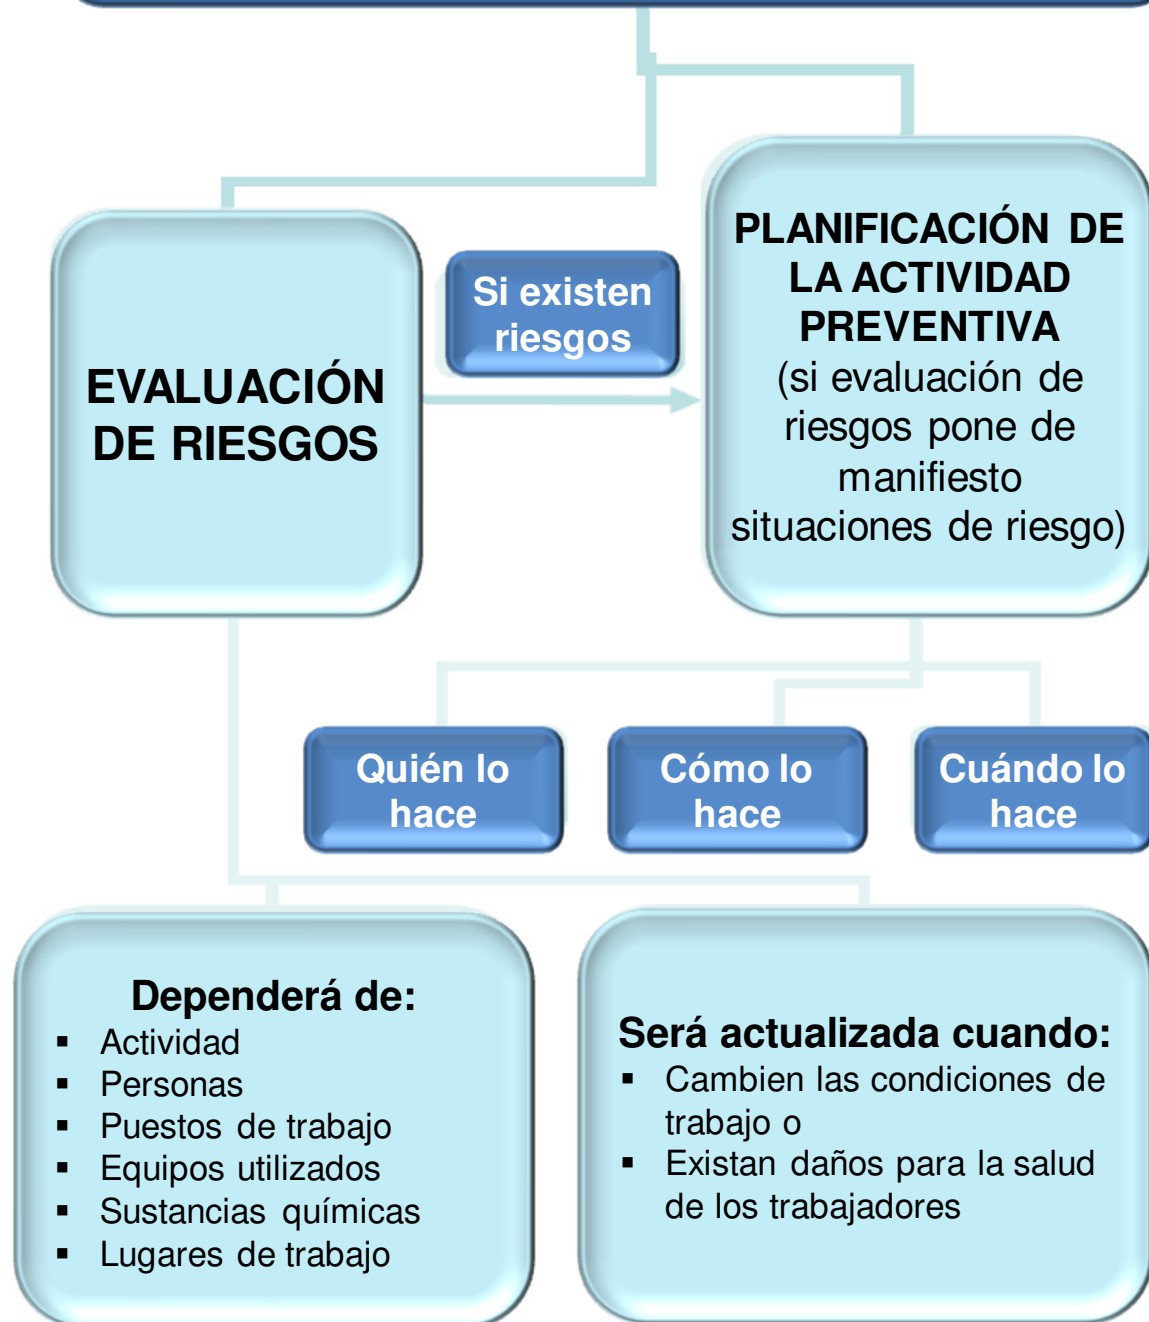 EVALUACIÓN
DE RIESGOS
Si existen
riesgos
PLANIFICACIÓN DE
LA ACTIVIDAD
PREVENTIVA
(si evaluación de
riesgos pone de
manifiesto
situaciones de riesgo)
Quién lo
hace
Cómo lo
hace
Cuándo lo
hace
Dependerá de:
▪ Actividad
▪ Personas
▪ Puestos de trabajo
▪ Equipos utilizados
▪ Sustancias químicas
▪ Lugares de trabajo
Será actualizada cuando:
▪ Cambien las condiciones de
trabajo o
▪ Existan daños para la salud
de los trabajadores